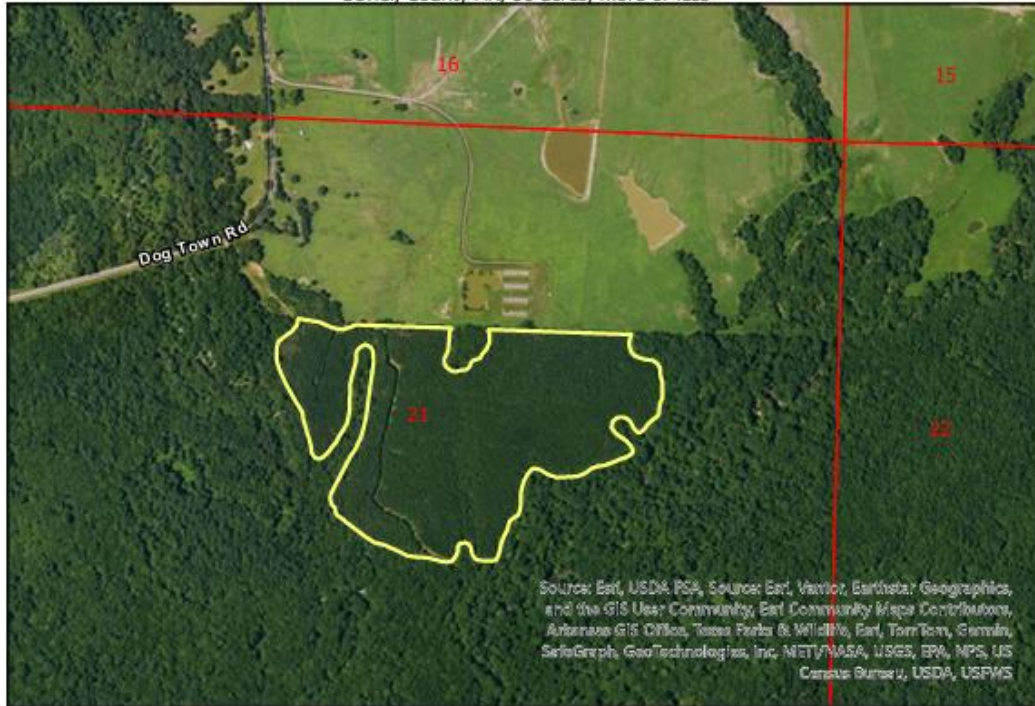 16
15
Dog Town Rd
21
22
Source: Esri, USDA FSA, Source: Esri, Vantor, Earthstar Geographics,
and the GIS User Community, Esri Community Maps Contributors,
Arkansas GIS Office, Texas Parks & Wildlife, Esri, TomTom, Garmin,
SafeGraph, GeoTechnologies, Inc, METI/NASA, USGS, EPA, NPS, US
Census Bureau, USDA, USFWS